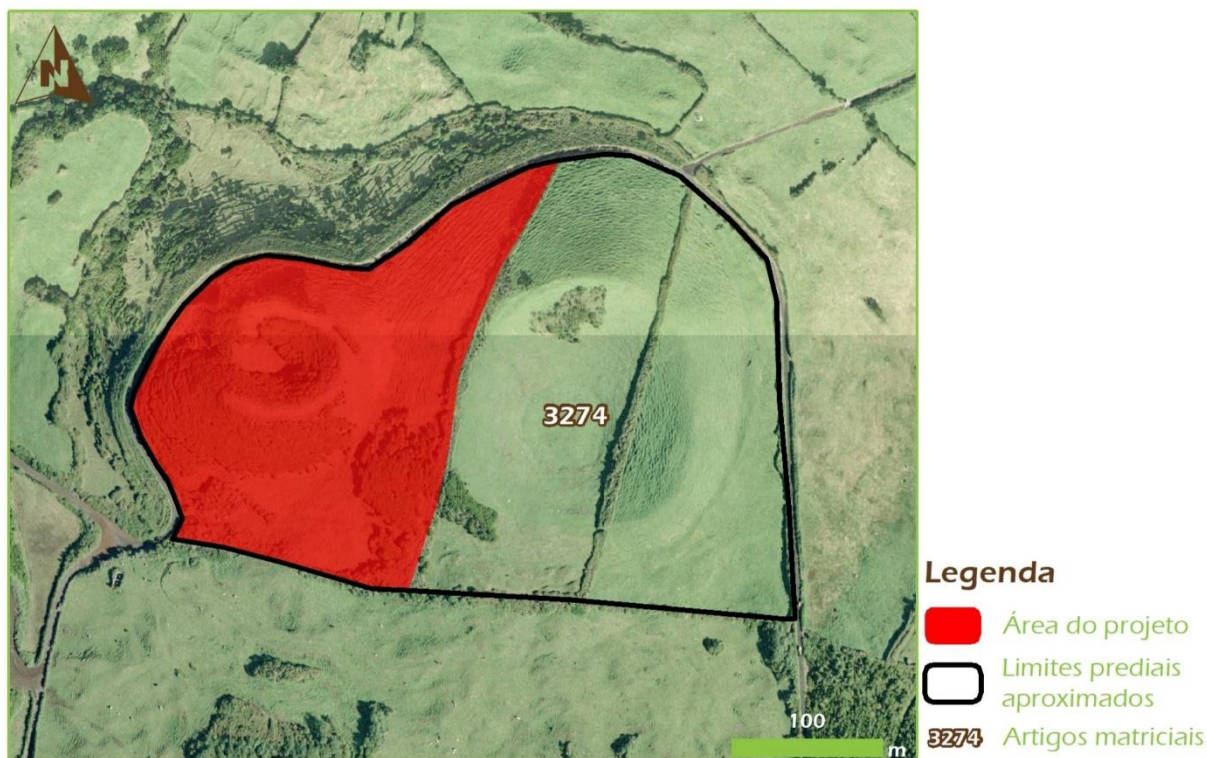 N
3274
100
m
Legenda
Área do projeto
Limites prediais
aproximados
3274 Artigos matriciais